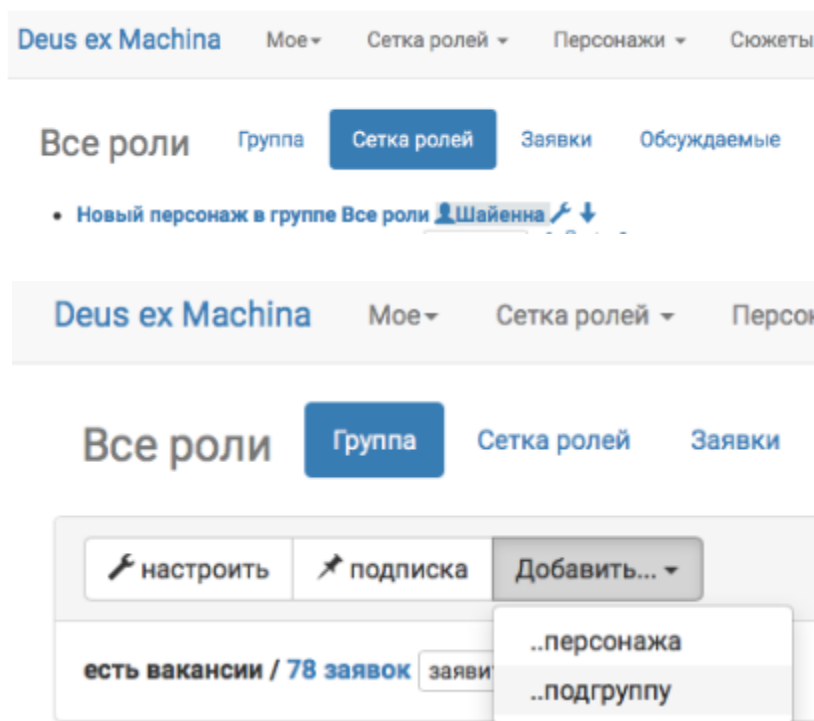 Deus ex Machina Мое Сетка ролей Персонажи Сюжеты
Все роли Группа Сетка ролей Заявки Обсуждаемые
• Новый персонаж в группе Все роли Шайенна
Deus ex Machina Мое Сетка ролей
Все роли Группа Сетка ролей Заявки
настроить подписка Добавить...
..персонажа
есть вакансии / 78 заявок
..подгруппу